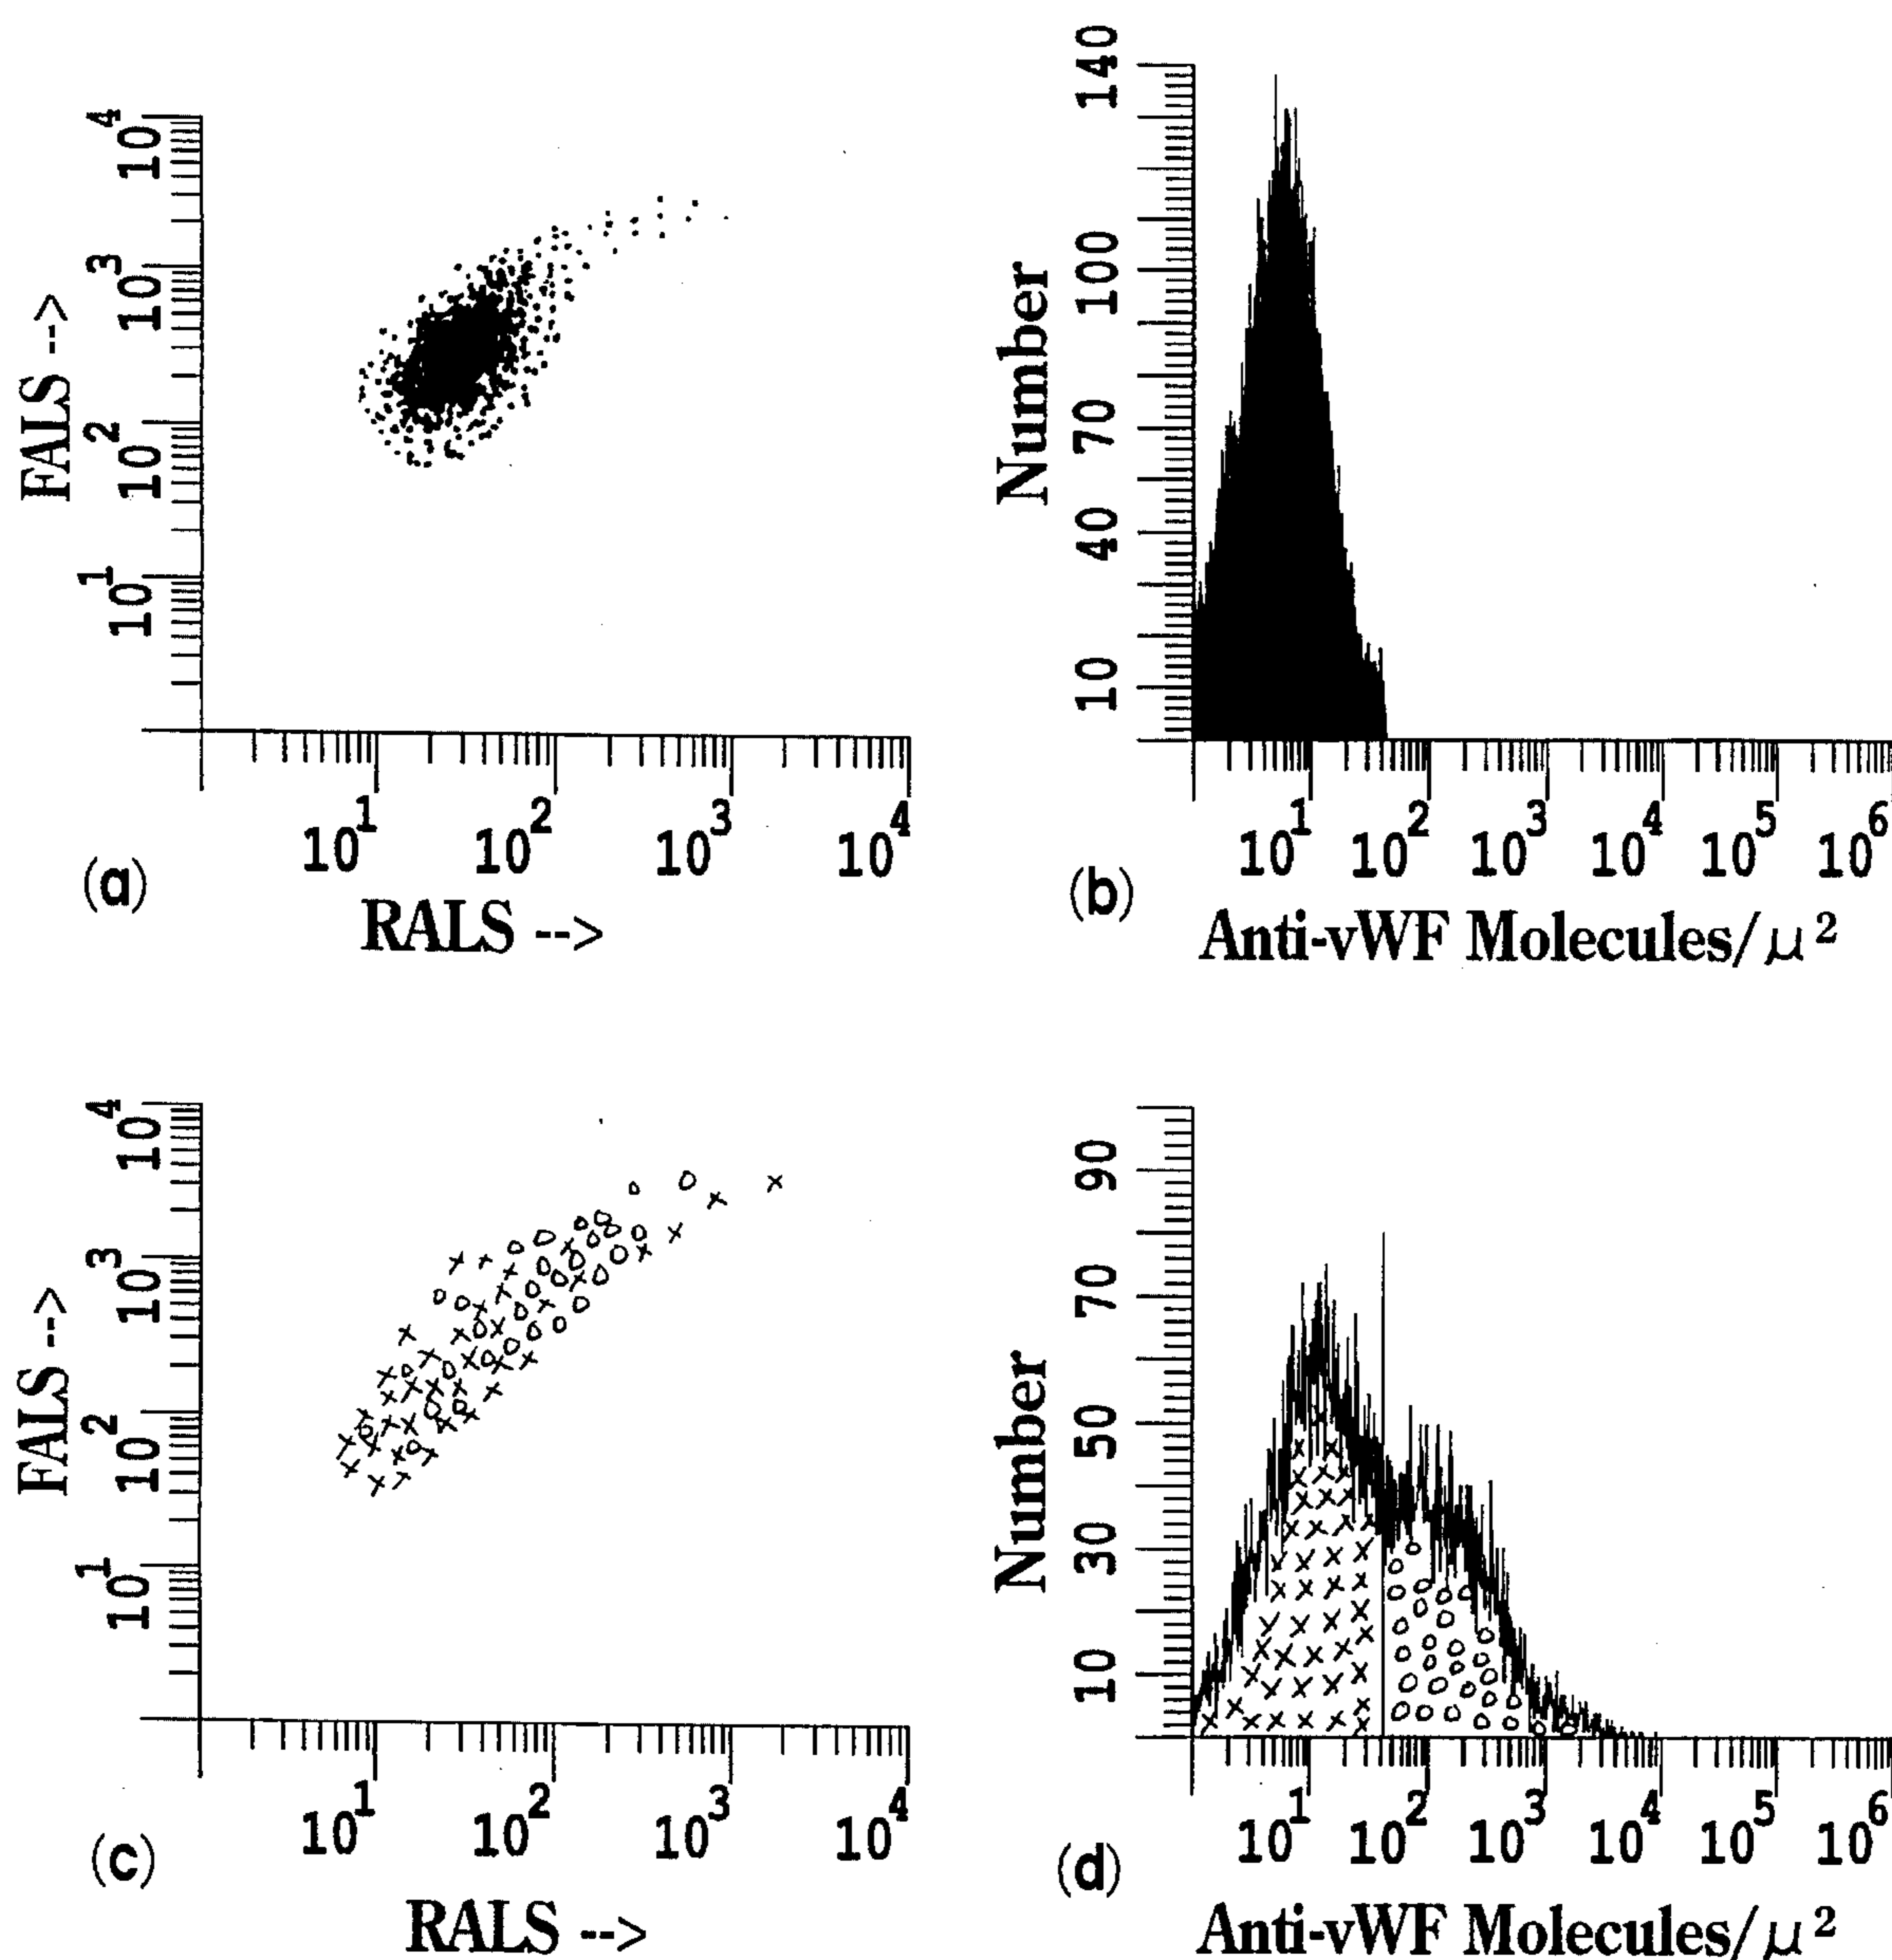 10^4
10^3
10^2
10^1
FALS -->
10^1 10^2 10^3 10^4
RALS -->
(a)
140
100
70
40
10
Number
10^1 10^2 10^3 10^4 10^5 10^6
Anti-vWF Molecules/μ²
(b)
10^4
10^3
10^2
10^1
FALS -->
10^1 10^2 10^3 10^4
RALS -->
(c)
90
70
50
30
10
Number
10^1 10^2 10^3 10^4 10^5 10^6
Anti-vWF Molecules/μ²
(d)